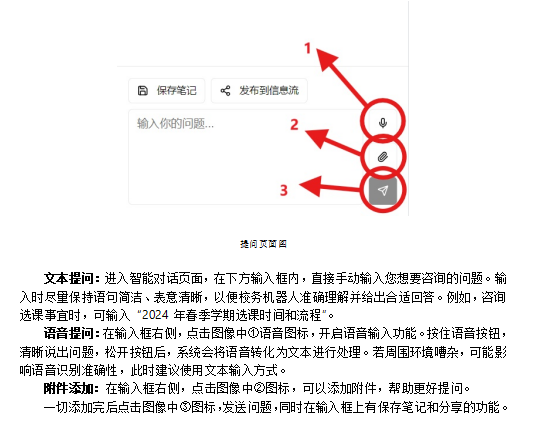 1
保存笔记 发布到信息流
输入你的问题...
2
3
提问页面图
文本提问：进入智能对话页面，在下方输入框内，直接手动输入您想要咨询的问题。输
入时尽量保持语句简洁、表意清晰，以便校务机器人准确理解并给出合适回答。例如，咨询
选课事宜时，可输入“2024 年春季学期选课时间和流程”。
语音提问：在输入框右侧，点击图像中①语音图标，开启语音输入功能。按住语音按钮，
清晰说出问题，松开按钮后，系统会将语音转化为文本进行处理。若周围环境嘈杂，可能影
响语音识别准确性，此时建议使用文本输入方式。
附件添加：在输入框右侧，点击图像中②图标，可以添加附件，帮助更好提问。
一切添加完后点击图像中③图标，发送问题，同时在输入框上有保存笔记和分享的功能。